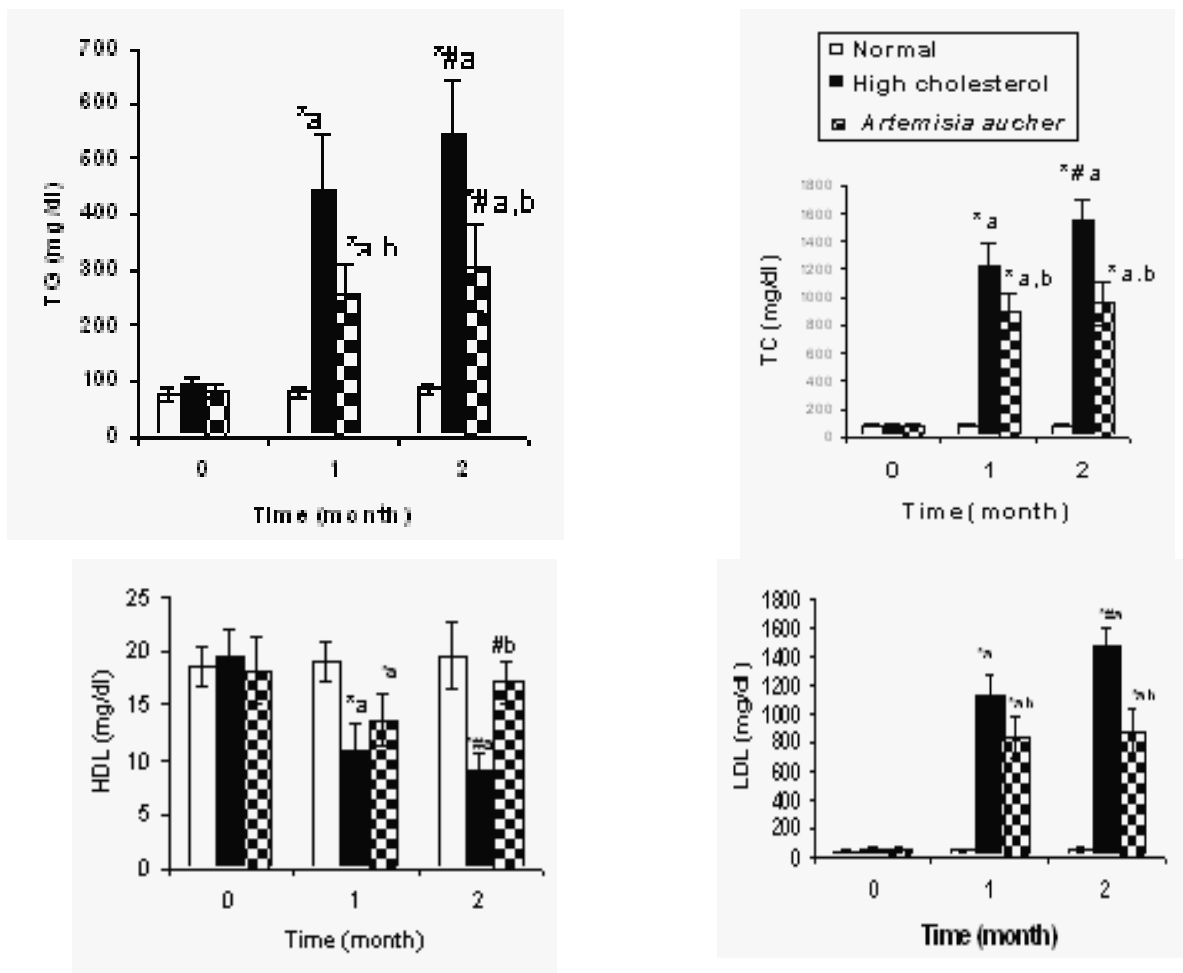 700
600
500
400
300
200
100
0
TG (mg/dl)
*a
*#a
*a
*#a,b
0 1 2
Time (month)
Normal
High cholesterol
Artemisia aucher
1800
1600
1400
1200
1000
800
600
400
200
0
TC (mg/dl)
*a
*#a
*a,b
*a.b
0 1 2
Time (month)
25
20
15
10
5
0
HDL (mg/dl)
*a
#b
0 1 2
Time (month)
1800
1600
1400
1200
1000
800
600
400
200
0
LDL (mg/dl)
*a
*#a
0 1 2
Time (month)